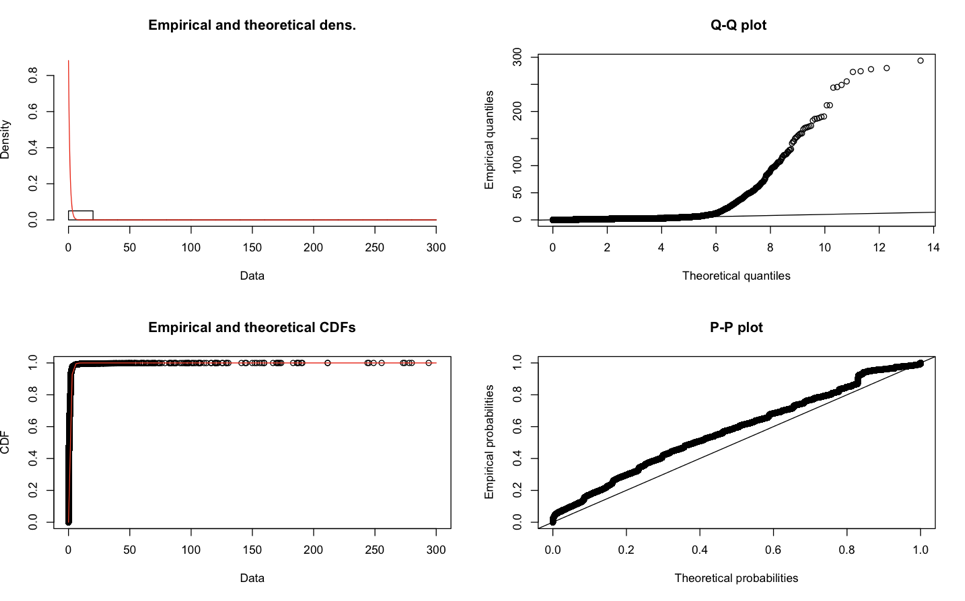 Empirical and theoretical dens.
Density
0.0 0.2 0.4 0.6 0.8
0 50 100 150 200 250 300
Data
Q-Q plot
Empirical quantiles
0 50 100 200 300
0 2 4 6 8 10 12 14
Theoretical quantiles
Empirical and theoretical CDFs
CDF
0.0 0.2 0.4 0.6 0.8 1.0
0 50 100 150 200 250 300
Data
P-P plot
Empirical probabilities
0.0 0.2 0.4 0.6 0.8 1.0
0.0 0.2 0.4 0.6 0.8 1.0
Theoretical probabilities